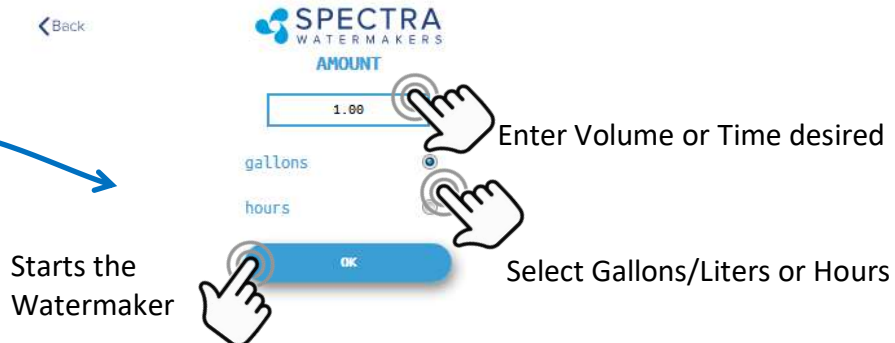 Back
SPECTRA
WATERMAKERS
AMOUNT
1.00
Enter Volume or Time desired
gallons
hours
Starts the
Watermaker
OK
Select Gallons/Liters or Hours